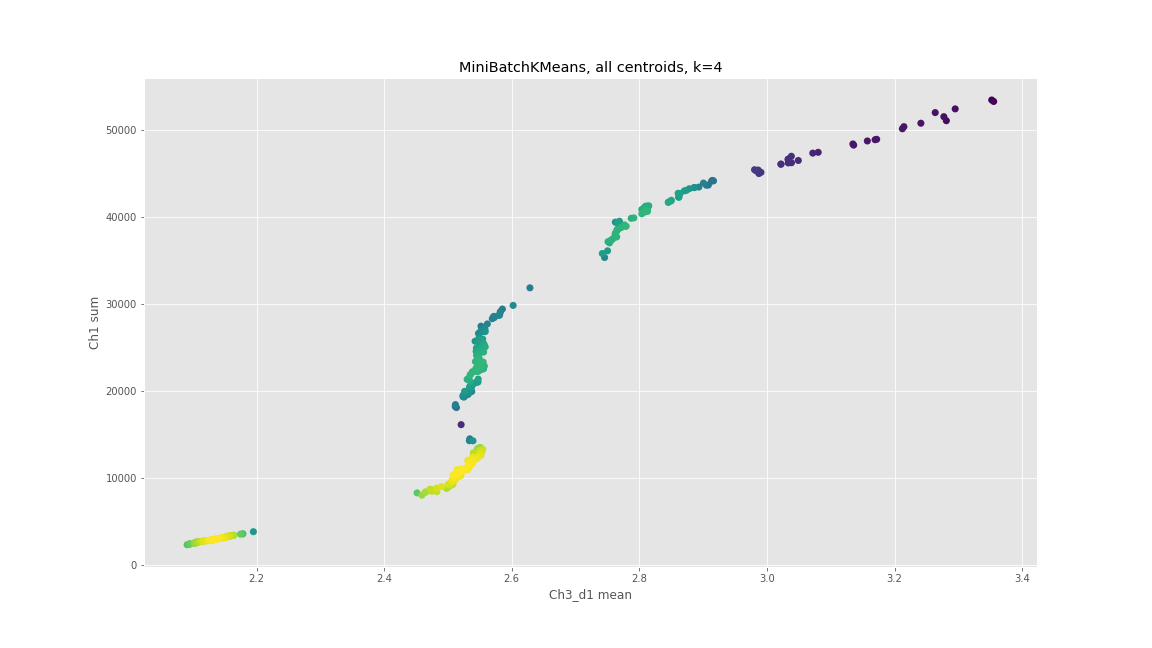 MiniBatchKMeans, all centroids, k=4
Ch1 sum
50000
40000
30000
20000
10000
0
2.2 2.4 2.6 2.8 3.0 3.2 3.4
Ch3_d1 mean